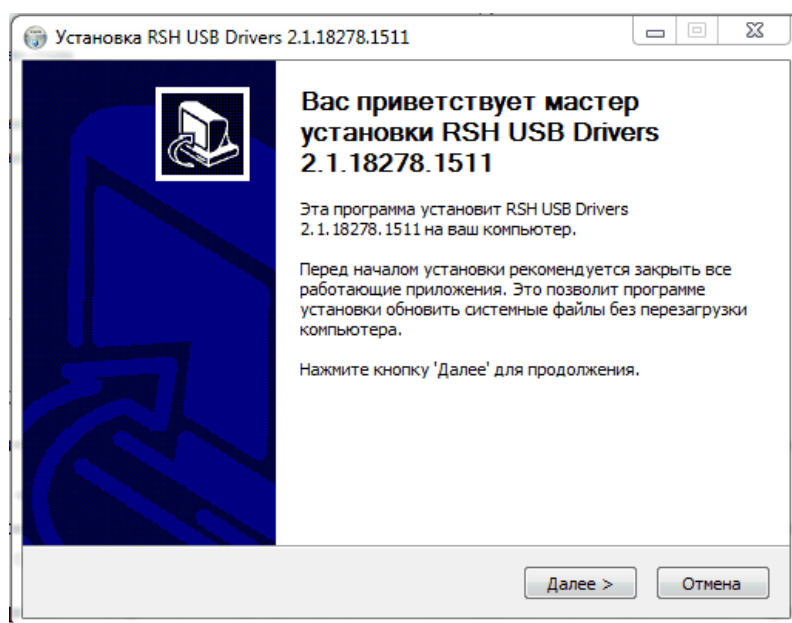 Установка RSH USB Drivers 2.1.18278.1511
Вас приветствует мастер
установки RSH USB Drivers
2.1.18278.1511
Эта программа установит RSH USB Drivers
2.1.18278.1511 на ваш компьютер.
Перед началом установки рекомендуется закрыть все
работающие приложения. Это позволит программе
установки обновить системные файлы без перезагрузки
компьютера.
Нажмите кнопку 'Далее' для продолжения.
Далее > Отмена